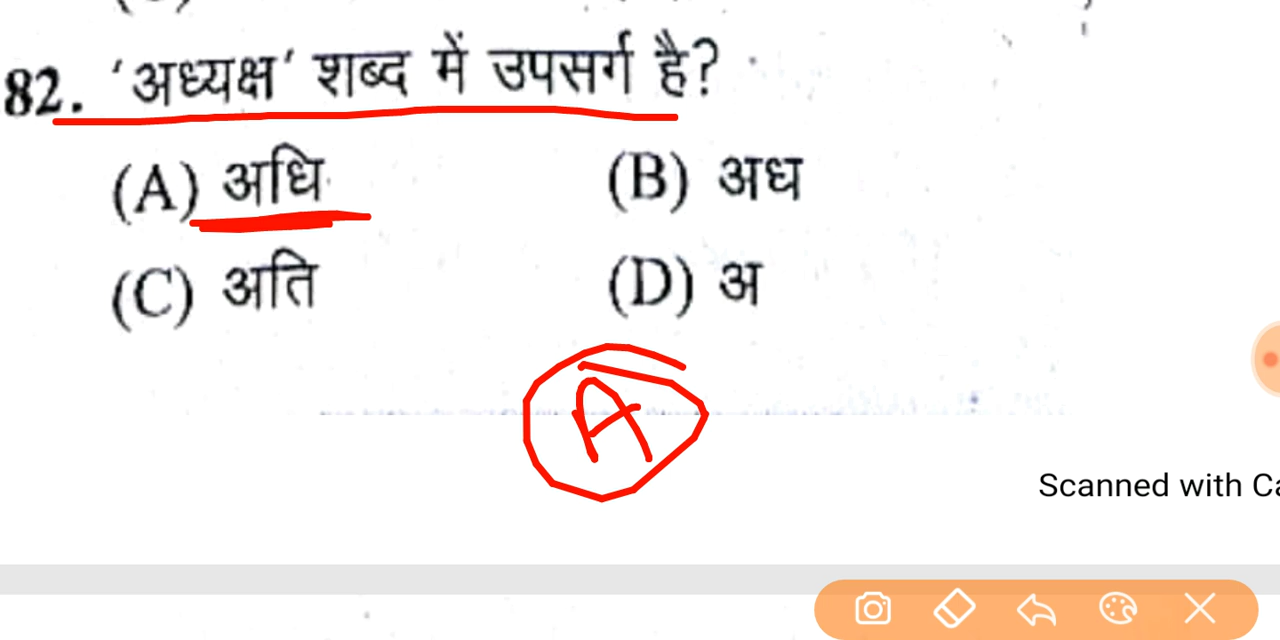 82. 'अध्यक्ष' शब्द में उपसर्ग है?
(A) अधि (B) अध
(C) अति (D) अ
A
Scanned with Ca